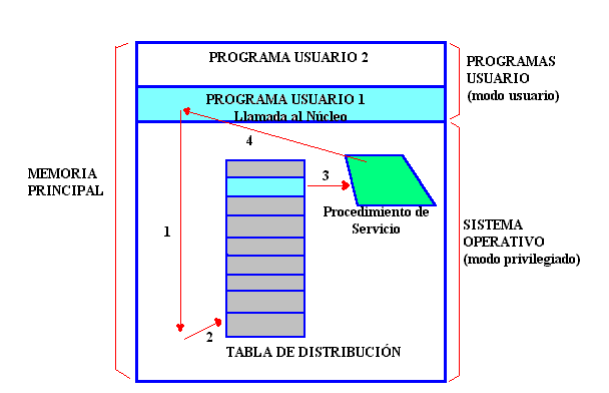 PROGRAMA USUARIO 2
PROGRAMAS
USUARIO
(modo usuario)
PROGRAMA USUARIO 1
Llamada al Núcleo
4
MEMORIA
PRINCIPAL
3
Procedimiento de
Servicio
1
SISTEMA
OPERATIVO
(modo privilegiado)
2
TABLA DE DISTRIBUCIÓN